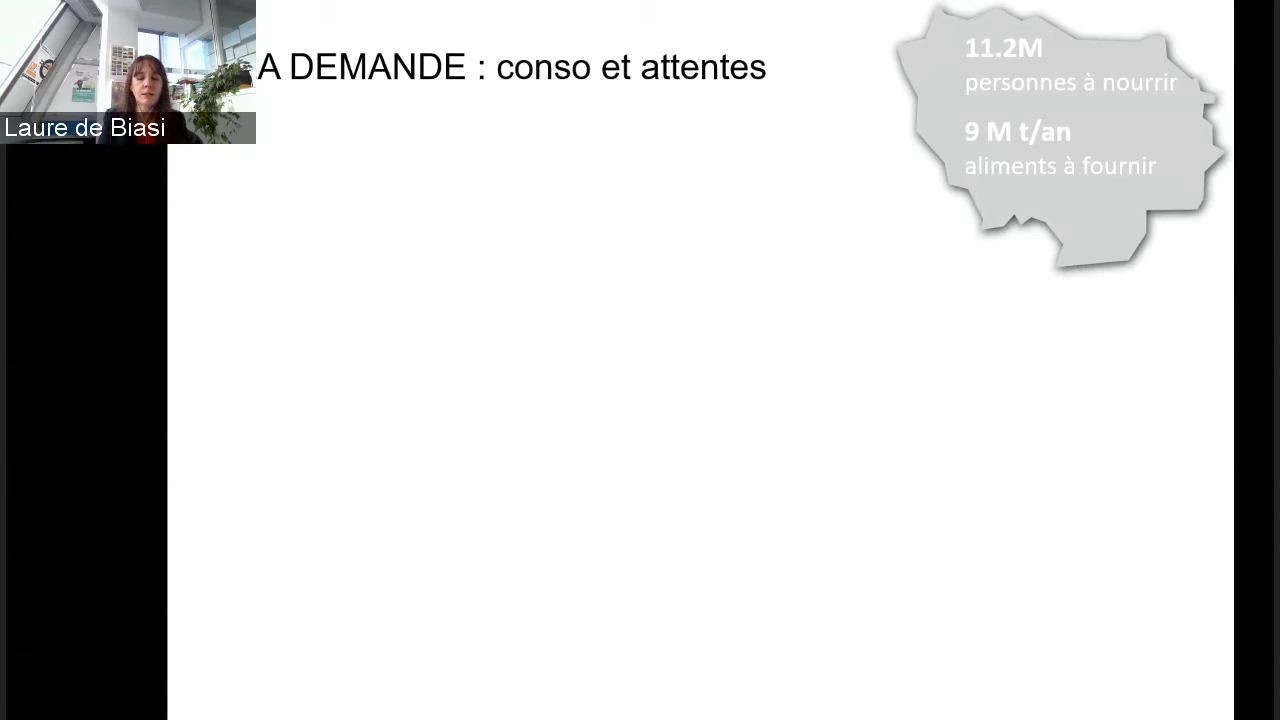 A DEMANDE : conso et attentes
11.2M
personnes à nourrir
9 M t/an
aliments à fournir
Laure de Biasi